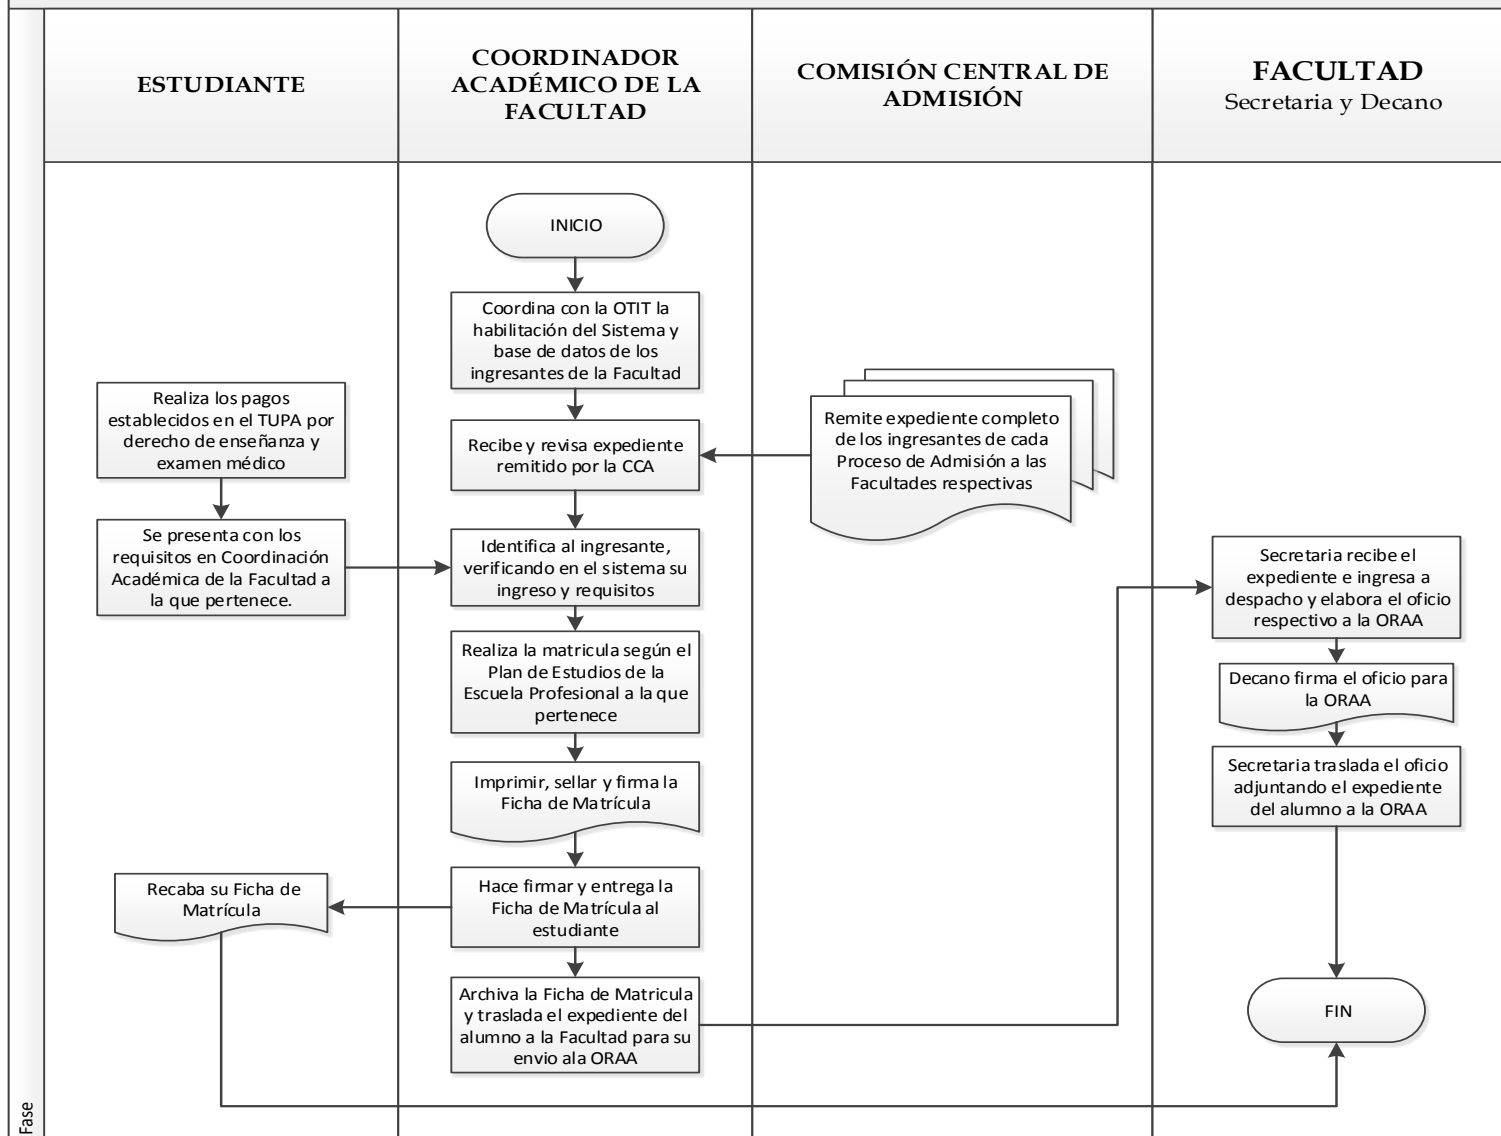 ESTUDIANTE
COORDINADOR
ACADÉMICO DE LA
FACULTAD
COMISIÓN CENTRAL DE
ADMISIÓN
FACULTAD
Secretaria y Decano
INICIO
Coordina con la OTIT la
habilitación del Sistema y
base de datos de los
ingresantes de la Facultad
Realiza los pagos
establecidos en el TUPA por
derecho de enseñanza y
examen médico
Recibe y revisa expediente
remitido por la CCA
Remite expediente completo
de los ingresantes de cada
Proceso de Admisión a las
Facultades respectivas
Se presenta con los
requisitos en Coordinación
Académica de la Facultad a
la que pertenece.
Identifica al ingresante,
verificando en el sistema su
ingreso y requisitos
Secretaria recibe el
expediente e ingresa a
despacho y elabora el oficio
respectivo a la ORAA
Realiza la matricula según el
Plan de Estudios de la
Escuela Profesional a la que
pertenece
Decano firma el oficio para
la ORAA
Imprimir, sellar y firma la
Ficha de Matrícula
Secretaria traslada el oficio
adjuntando el expediente
del alumno a la ORAA
Recaba su Ficha de
Matrícula
Hace firmar y entrega la
Ficha de Matrícula al
estudiante
Archiva la Ficha de Matricula
y traslada el expediente del
alumno a la Facultad para su
envio ala ORAA
FIN
Fase